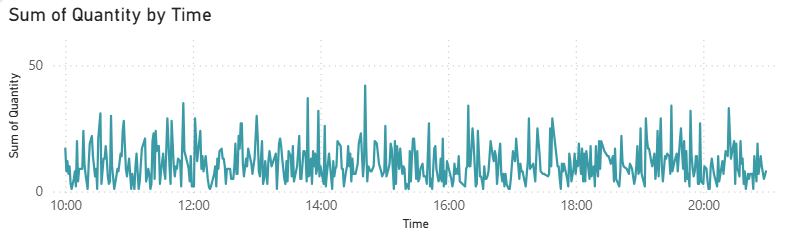 Sum of Quantity by Time
50
0
Sum of Quantity
10:00 12:00 14:00 16:00 18:00 20:00
Time